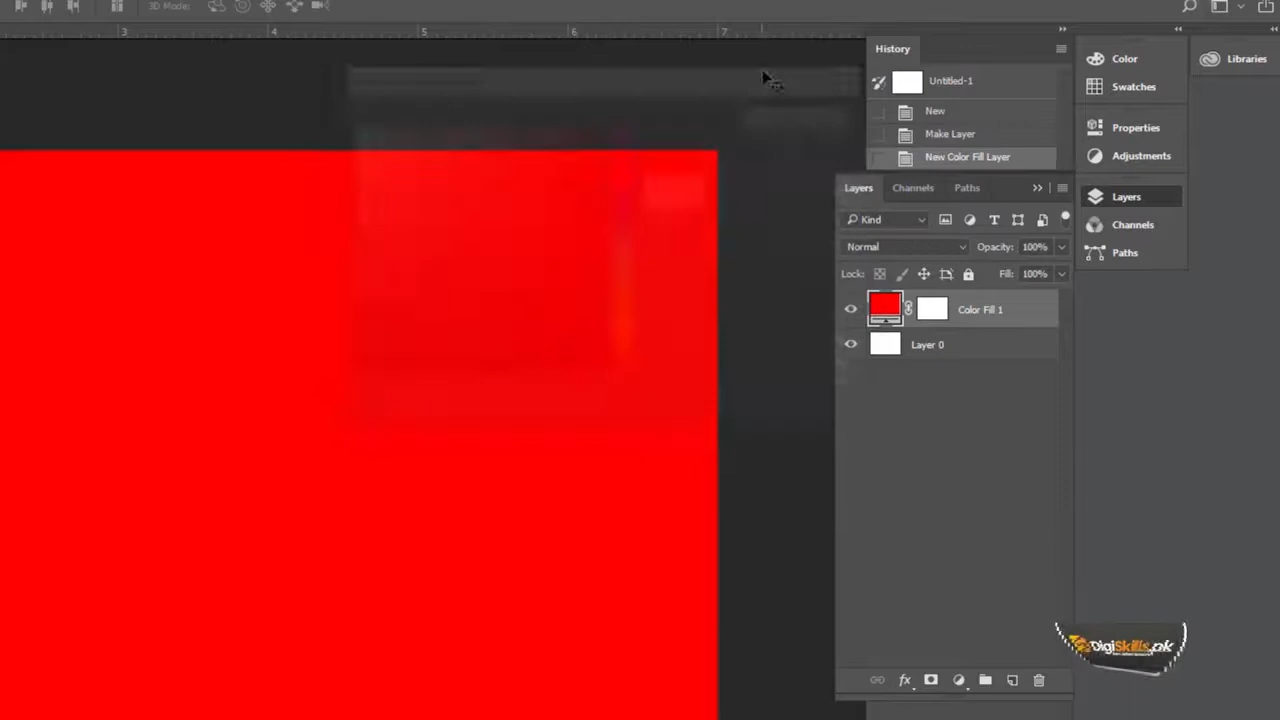 3D Mode:
3 4 5 6 7
History
Untitled-1
New
Make Layer
New Color Fill Layer
Layers Channels Paths
Kind
Normal Opacity: 100%
Lock: Fill: 100%
Color Fill 1
Layer 0
fx
Color
Swatches
Properties
Adjustments
Layers
Channels
Paths
Libraries
DigiSkills.pk